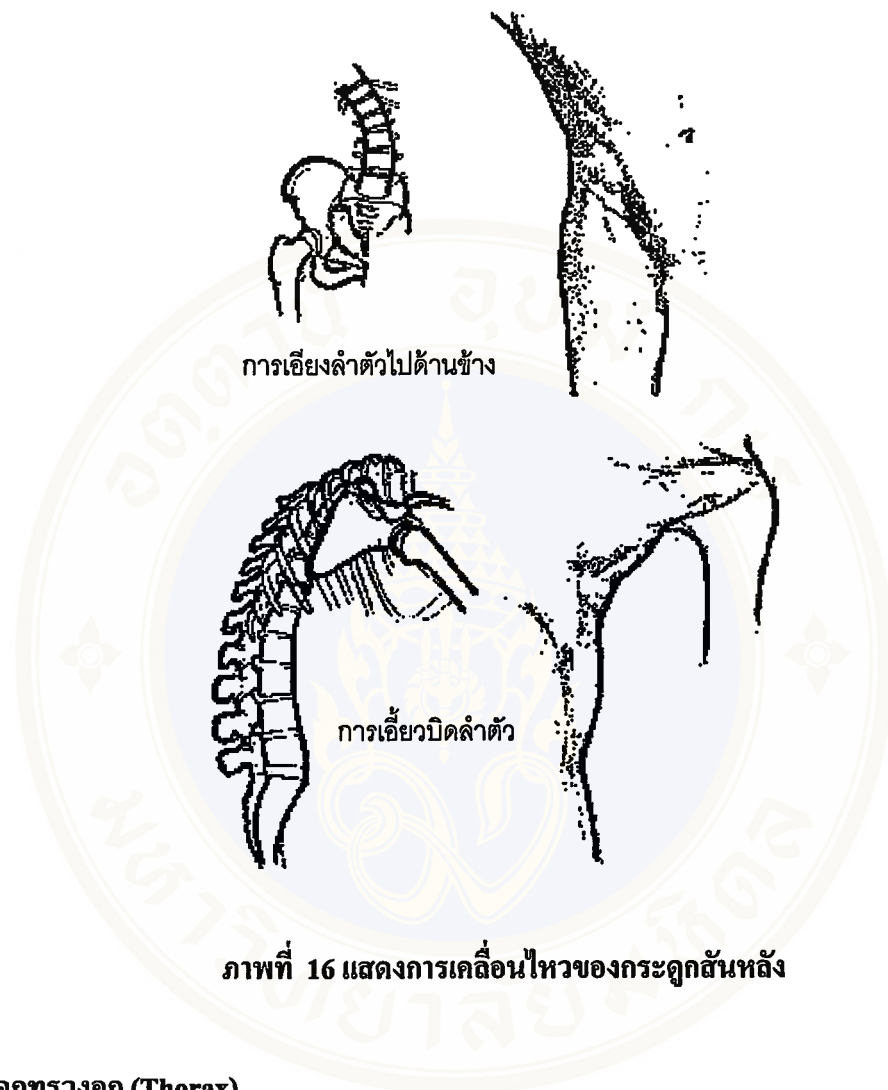 การเอียงลำตัวไปด้านข้าง
การเอี้ยวบิดลำตัว
ภาพที่ 16 แสดงการเคลื่อนไหวของกระดูกสันหลัง
(Thorax)